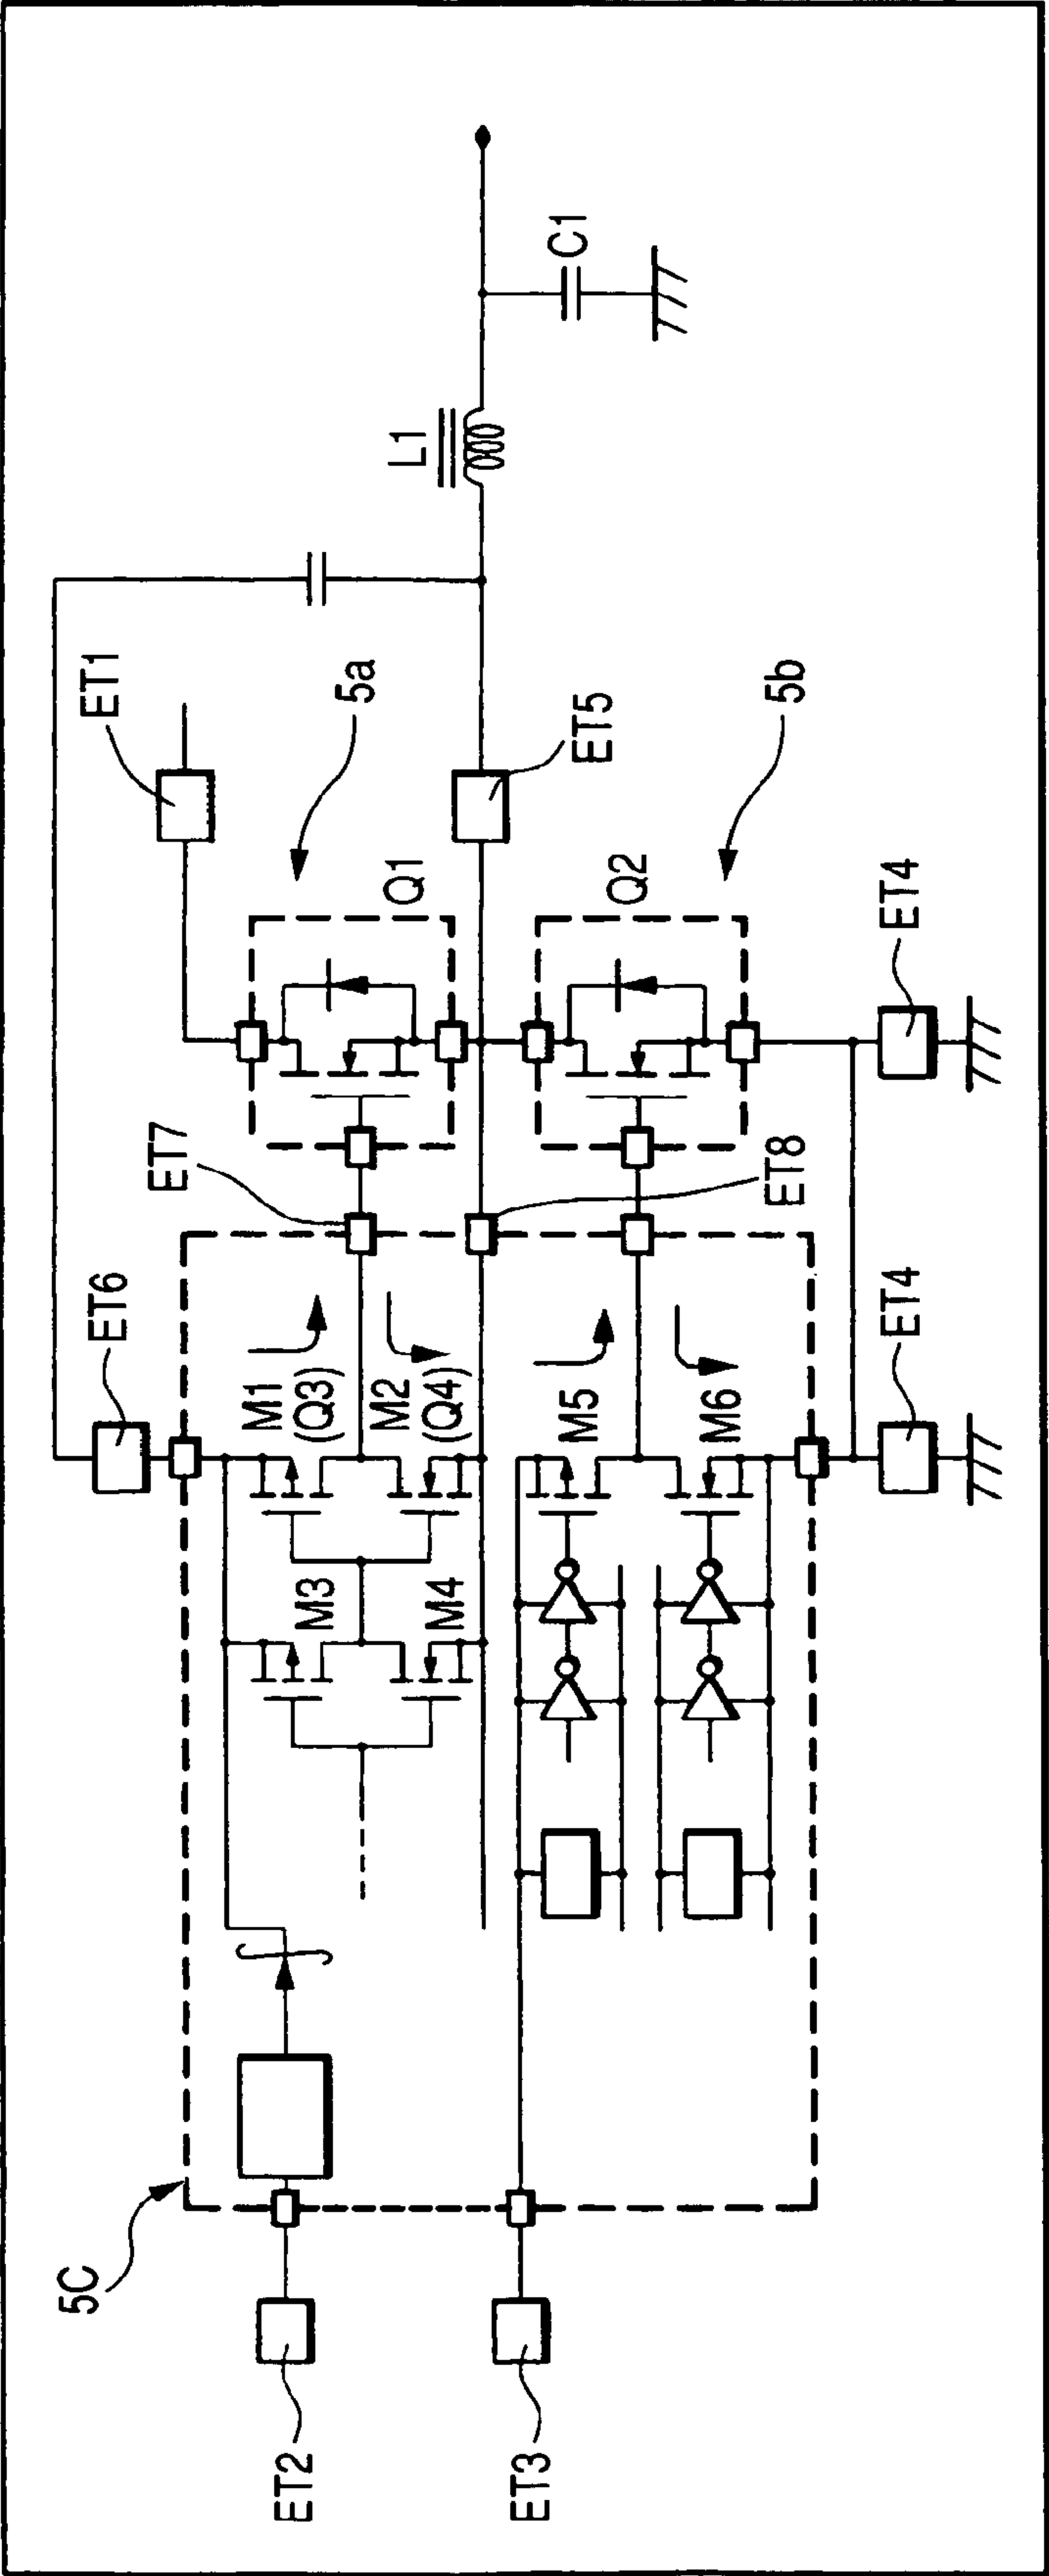 5C
ET2
ET3
ET6
ET7
ET1
5a
Q1
M1
(Q3)
M2
(Q4)
M3
M4
M5
M6
ET8
ET5
Q2
5b
ET4
ET4
L1
C1